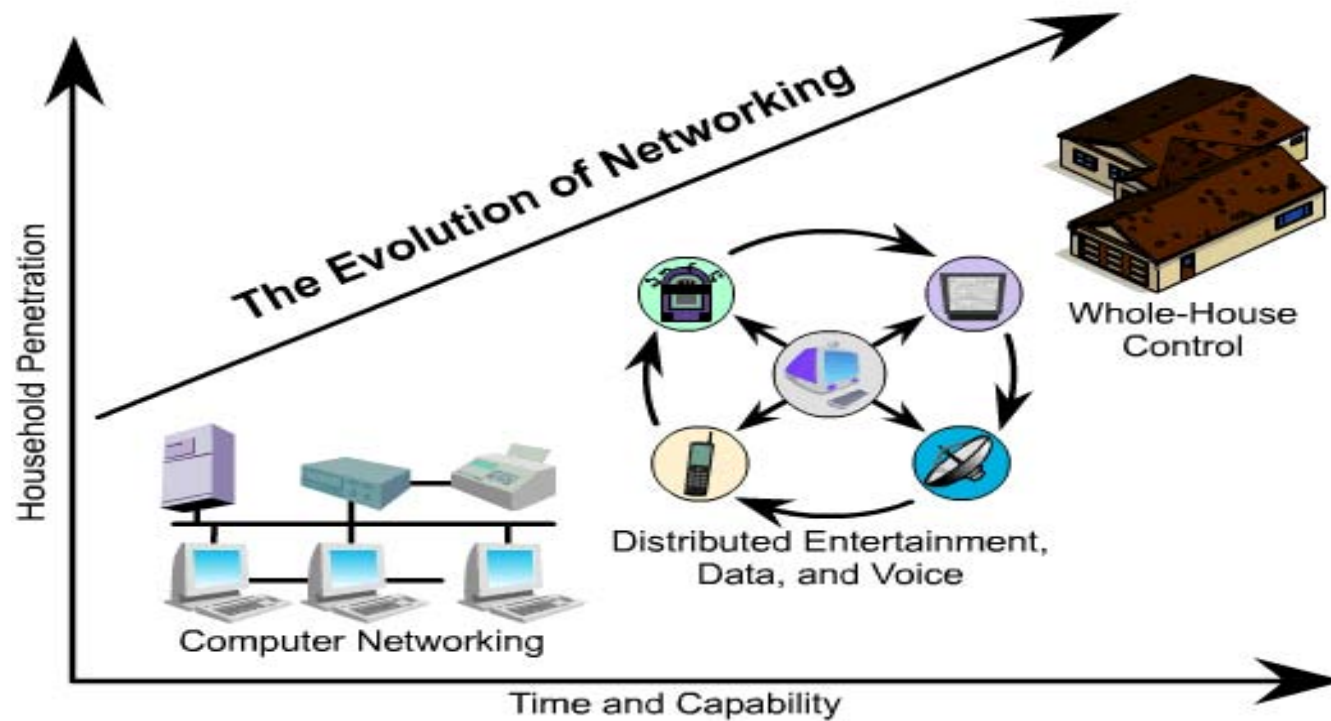 The Evolution of Networking
Household Penetration
Whole-House
Control
Distributed Entertainment,
Data, and Voice
Computer Networking
Time and Capability